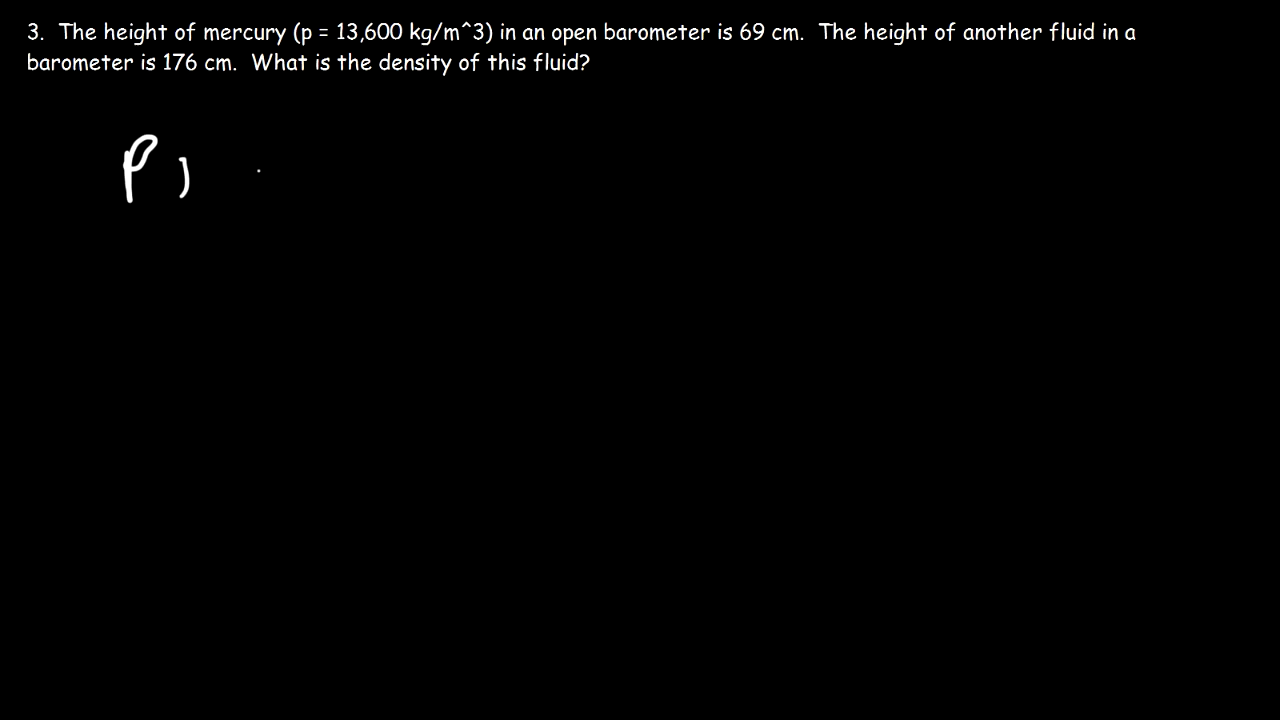 3. The height of mercury (p = 13,600 kg/m^3) in an open barometer is 69 cm. The height of another fluid in a
barometer is 176 cm. What is the density of this fluid?
P1